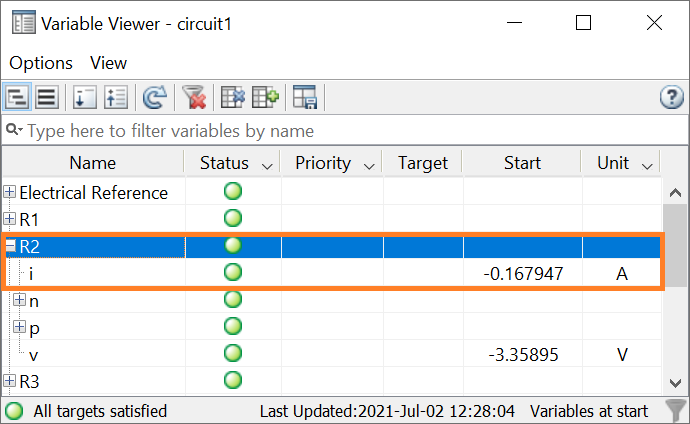 Variable Viewer - circuit1
Options View
Type here to filter variables by name
Name Status Priority Target Start Unit
Electrical Reference
R1
R2
i -0.167947 A
n
p
v -3.35895 V
R3
All targets satisfied Last Updated:2021-Jul-02 12:28:04 Variables at start